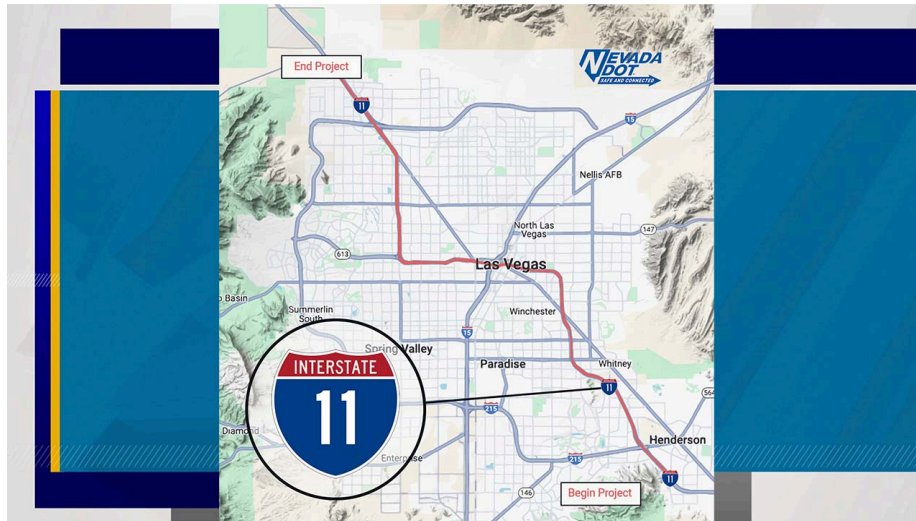 End Project
NEVADA
DOT
SAFE AND CONNECTED
11
15
Nellis AFB
North Las
Vegas
147
613
Las Vegas
o Basin
Summerlin
South
Winchester
15
Spring Valley
Paradise
Whitney
INTERSTATE
11
11
564
215
Diamond
Henderson
Enterprise
215
11
146
Begin Project